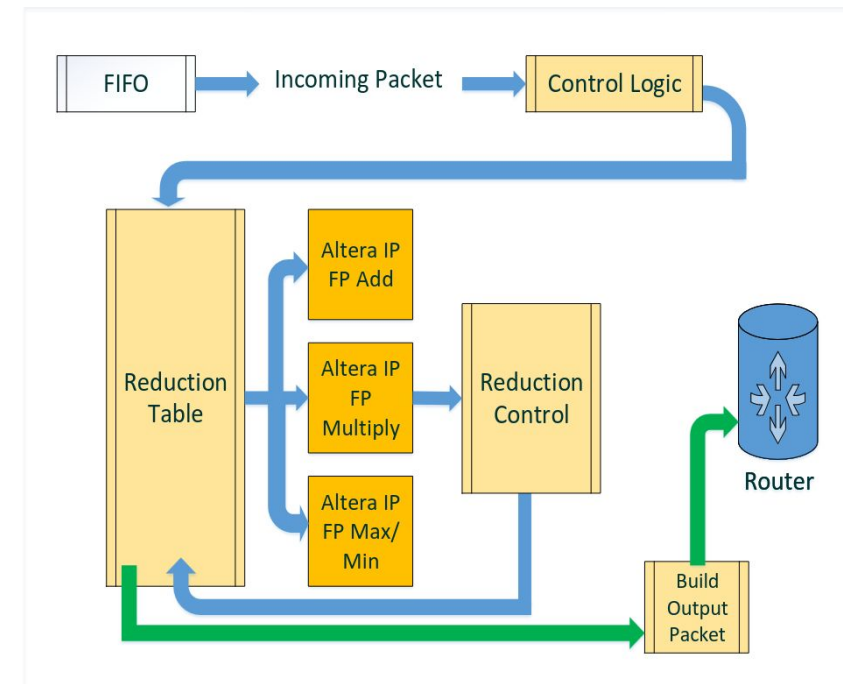 FIFO
Incoming Packet
Control Logic
Altera IP
FP Add
Reduction
Table
Altera IP
FP
Multiply
Reduction
Control
Altera IP
FP Max/
Min
Router
Build
Output
Packet